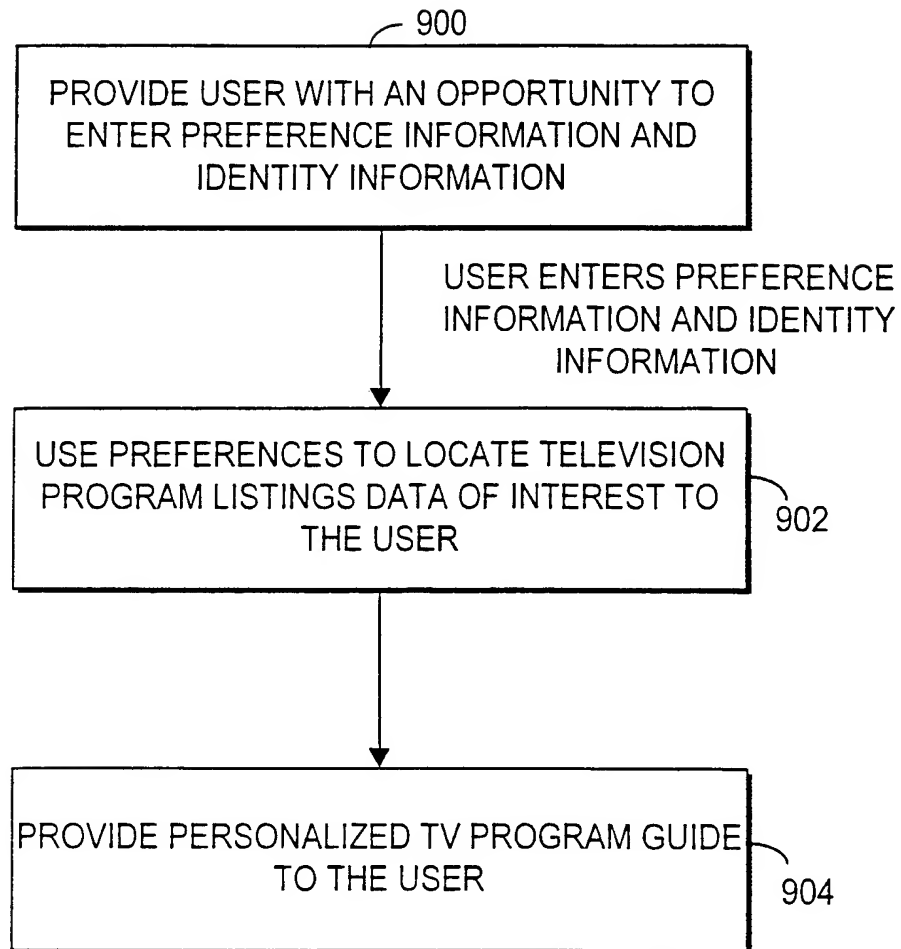 900
PROVIDE USER WITH AN OPPORTUNITY TO
ENTER PREFERENCE INFORMATION AND
IDENTITY INFORMATION
USER ENTERS PREFERENCE
INFORMATION AND IDENTITY
INFORMATION
USE PREFERENCES TO LOCATE TELEVISION
PROGRAM LISTINGS DATA OF INTEREST TO
THE USER
902
PROVIDE PERSONALIZED TV PROGRAM GUIDE
TO THE USER
904